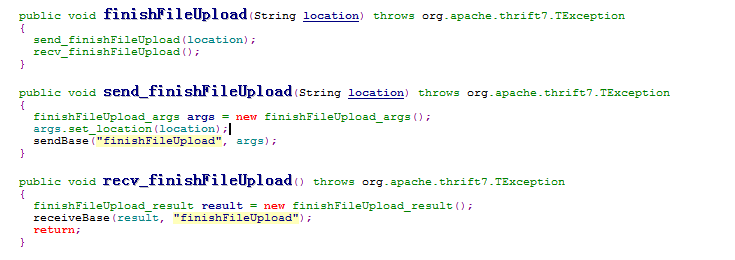 public void finishFileUpload(String location) throws org.apache.thrift7.TException
{
  send_finishFileUpload(location);
  recv_finishFileUpload();
}
public void send_finishFileUpload(String location) throws org.apache.thrift7.TException
{
  finishFileUpload_args args = new finishFileUpload_args();
  args.set_location(location);
  sendBase("finishFileUpload", args);
}
public void recv_finishFileUpload() throws org.apache.thrift7.TException
{
  finishFileUpload_result result = new finishFileUpload_result();
  receiveBase(result, "finishFileUpload");
  return;
}